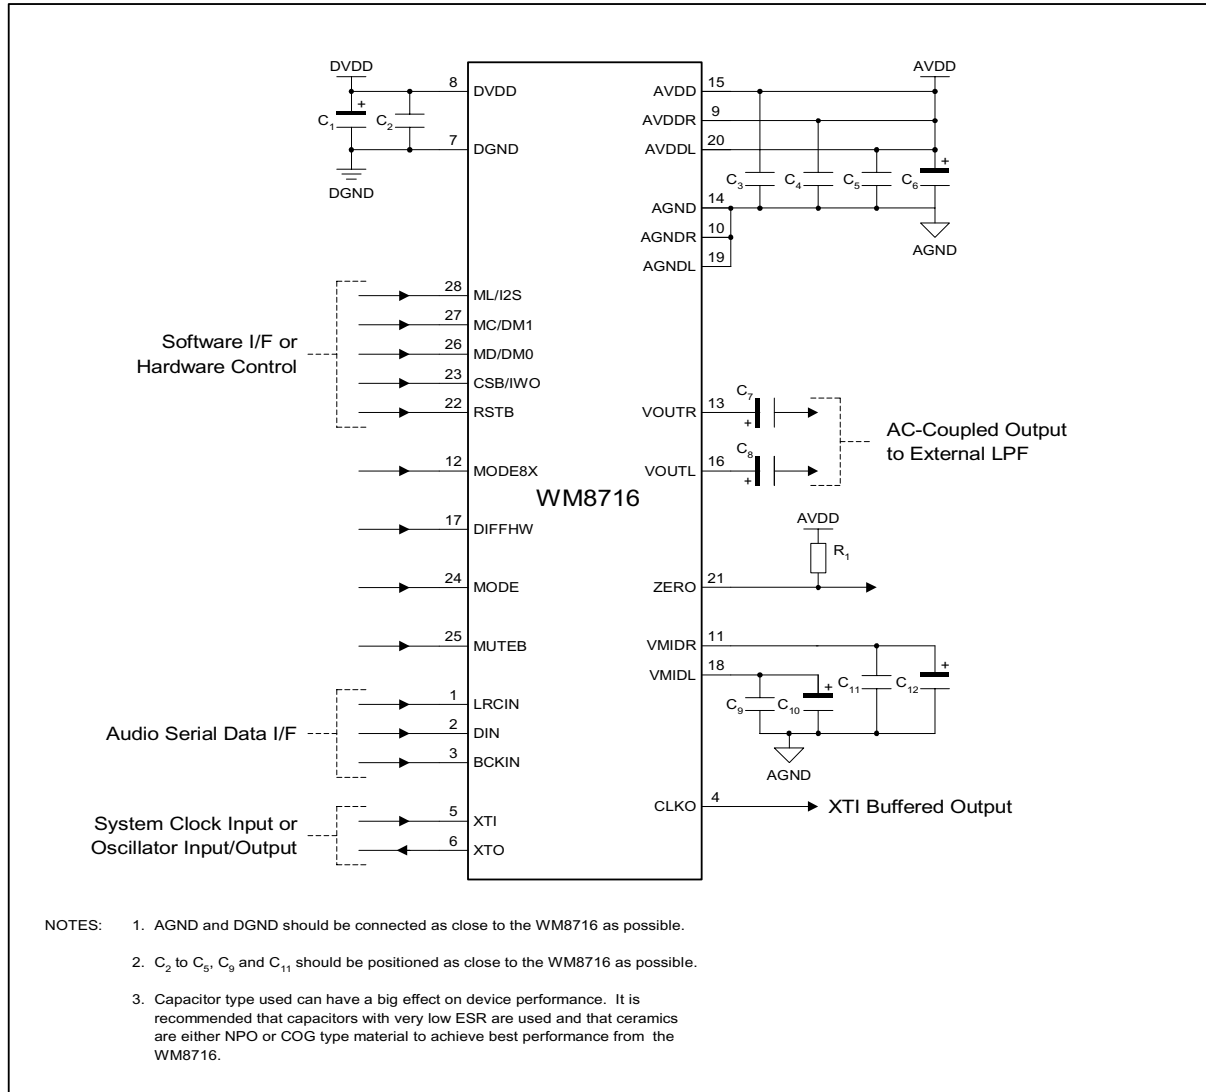 DVDD
8
DVDD
C1
+
C2
7
DGND
DGND
15
AVDD
AVDD
9
AVDDR
20
AVDDL
C3
C4
C5
C6
+
14
AGND
10
AGNDR
19
AGNDL
AGND
Software I/F or
Hardware Control
28
ML/I2S
27
MC/DM1
26
MD/DM0
23
CSB/IWO
22
RSTB
12
MODE8X
17
DIFFHW
24
MODE
25
MUTEB
WM8716
VOUTR
13
C7
+
VOUTL
16
C8
+
AC-Coupled Output
to External LPF
AVDD
R1
ZERO
21
VMIDR
11
VMIDL
18
C9
C10
+
C11
C12
+
AGND
Audio Serial Data I/F
1
LRCIN
2
DIN
3
BCKIN
CLKO
4
XTI Buffered Output
System Clock Input or
Oscillator Input/Output
5
XTI
6
XTO
NOTES: 1. AGND and DGND should be connected as close to the WM8716 as possible.
2. C2 to C5, C9 and C11 should be positioned as close to the WM8716 as possible.
3. Capacitor type used can have a big effect on device performance. It is
recommended that capacitors with very low ESR are used and that ceramics
are either NPO or COG type material to achieve best performance from the
WM8716.